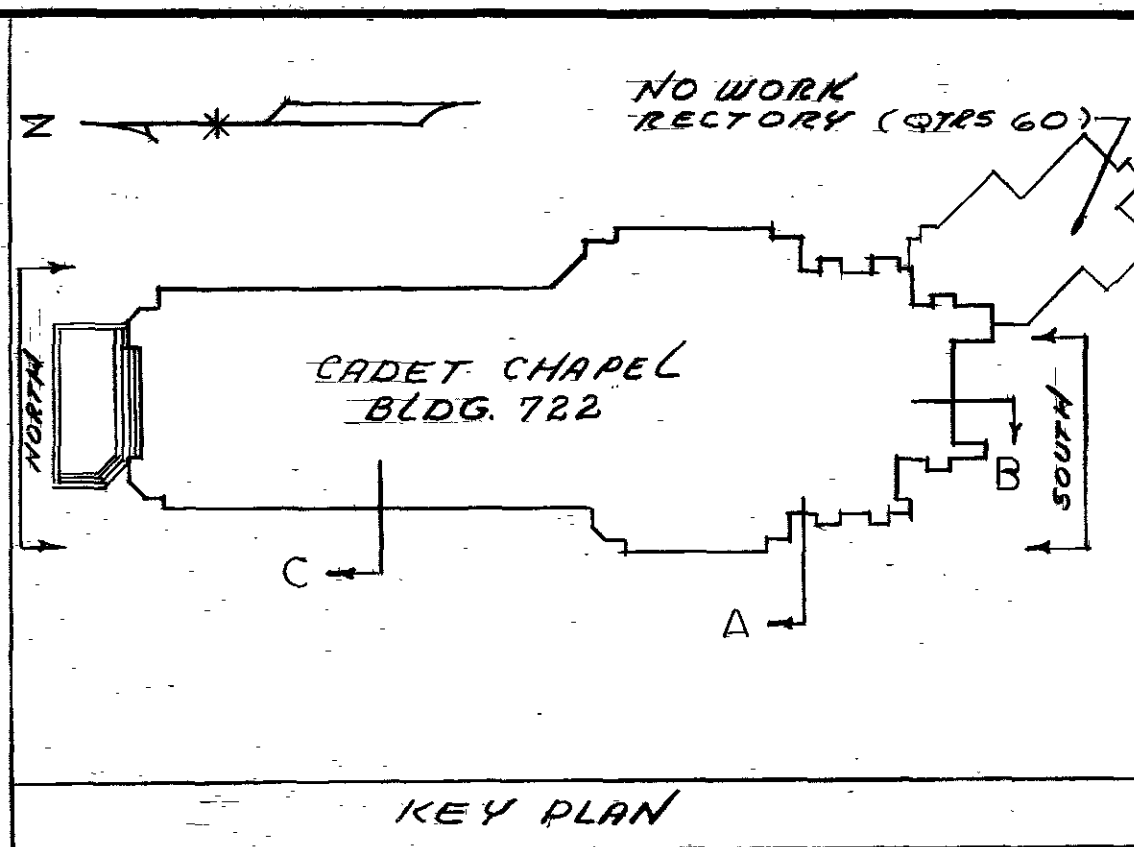 NO WORK
RECTORY (QTRS 60)
N
NORTH
CADET CHAPEL
BLDG. 722
SOUTH
B
C
A
KEY PLAN